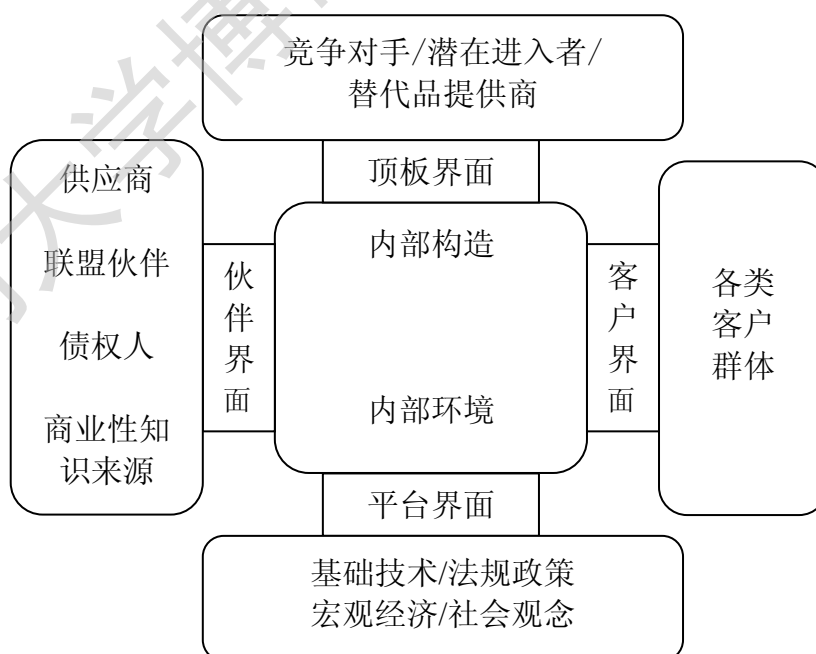 竞争对手/潜在进入者/
替代品提供商
顶板界面
供应商
联盟伙伴
债权人
商业性知
识来源
伙伴界面
内部构造
内部环境
客户界面
各类
客户
群体
平台界面
基础技术/法规政策
宏观经济/社会观念
大学博